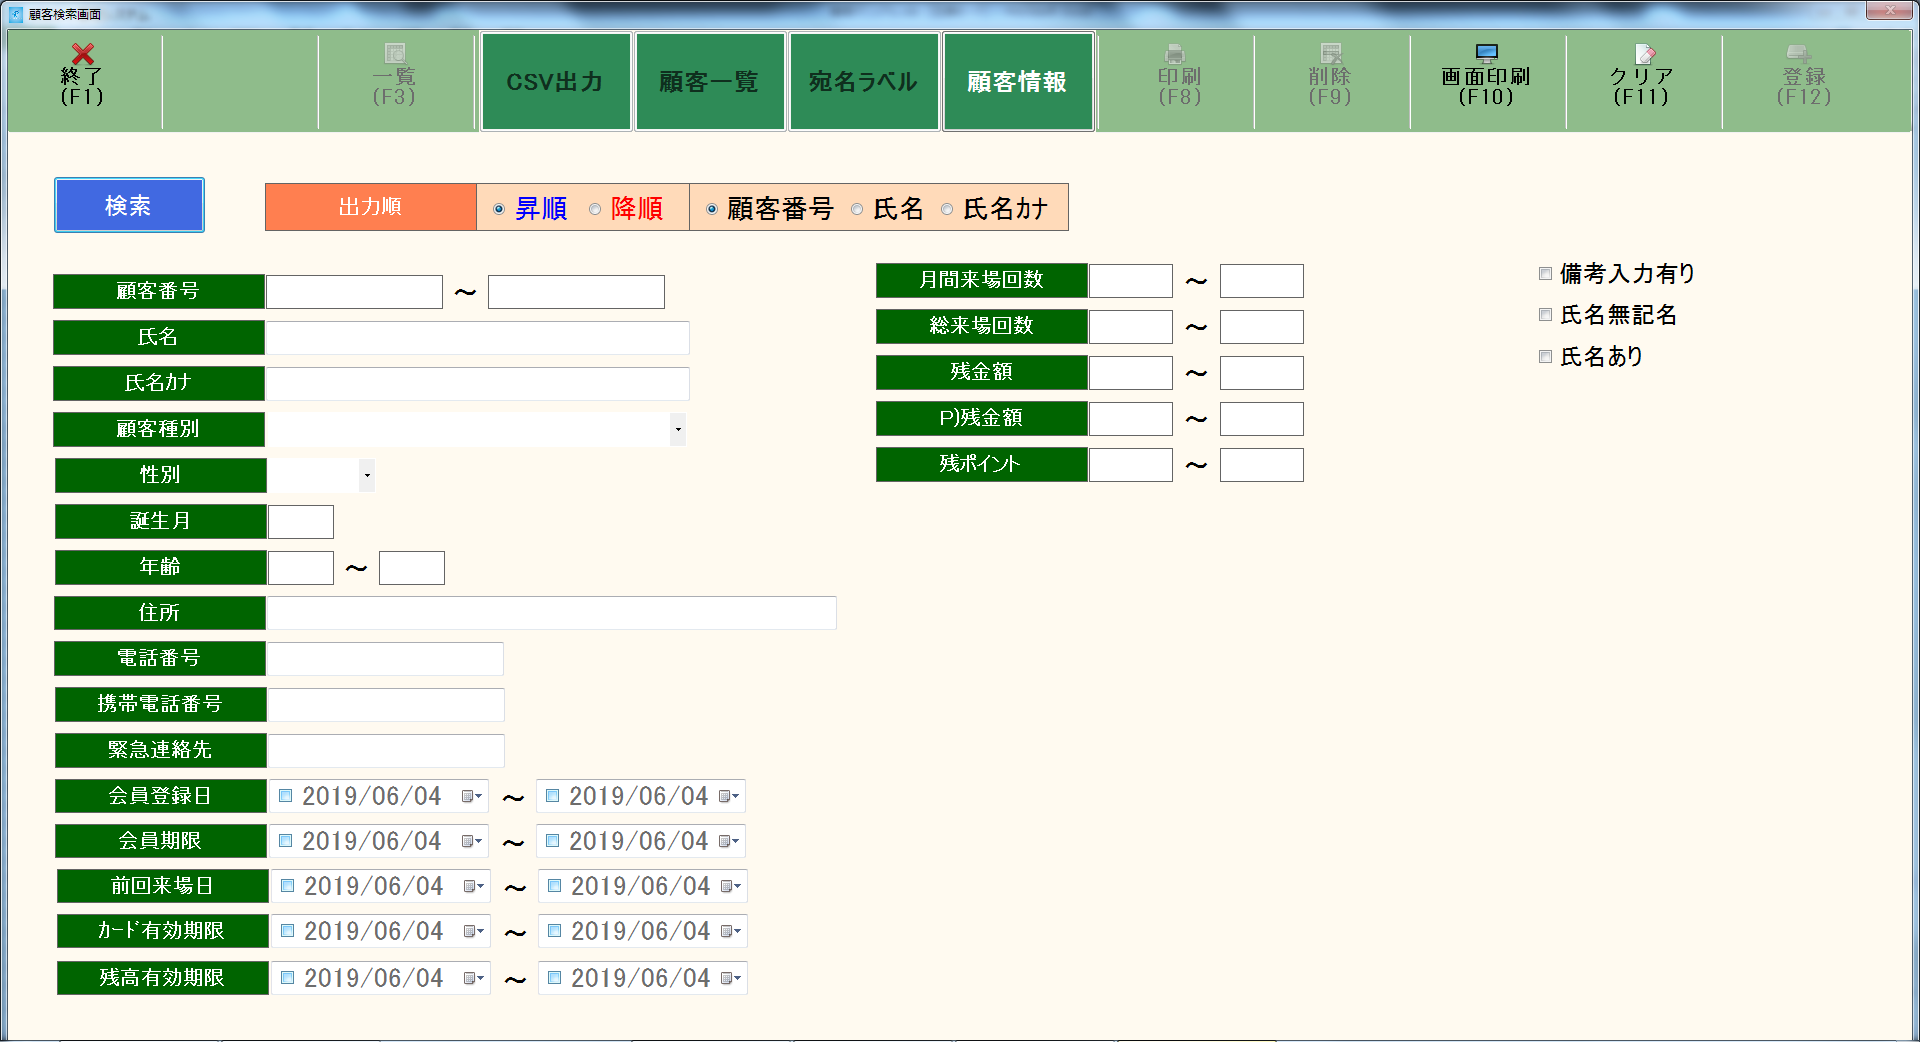 顧客検索画面
終了
(F1)
一覧
(F3)
CSV出力
顧客一覧
宛名ラベル
顧客情報
印刷
(F8)
削除
(F9)
画面印刷
(F10)
クリア
(F11)
登録
(F12)
検索
出力順
昇順 降順
顧客番号 氏名 氏名カナ
顧客番号 ～
氏名
氏名カナ
顧客種別
性別
誕生月
年齢 ～
住所
電話番号
携帯電話番号
緊急連絡先
会員登録日 2019/06/04 ～ 2019/06/04
会員期限 2019/06/04 ～ 2019/06/04
前回来場日 2019/06/04 ～ 2019/06/04
カード有効期限 2019/06/04 ～ 2019/06/04
残高有効期限 2019/06/04 ～ 2019/06/04
月間来場回数 ～
総来場回数 ～
残金額 ～
P)残金額 ～
残ポイント ～
備考入力有り
氏名無記名
氏名あり